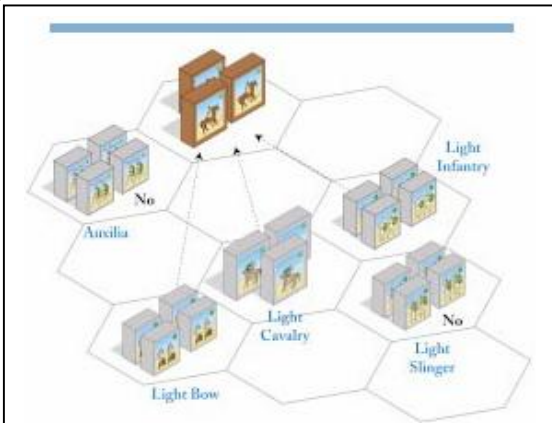 Light
Infantry
No
Auxilia
Light
Cavalry
No
Light
Slinger
Light Bow